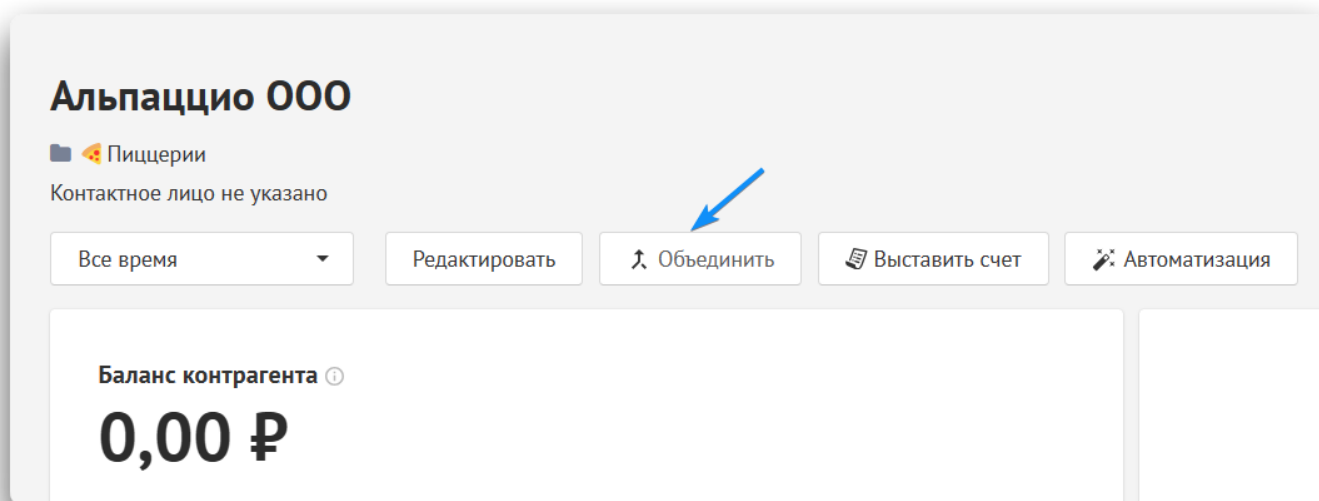 Альпаццио ООО
Пиццерии
Контактное лицо не указано
Все время Редактировать Объединить Выставить счет Автоматизация
Баланс контрагента
0,00 ₽